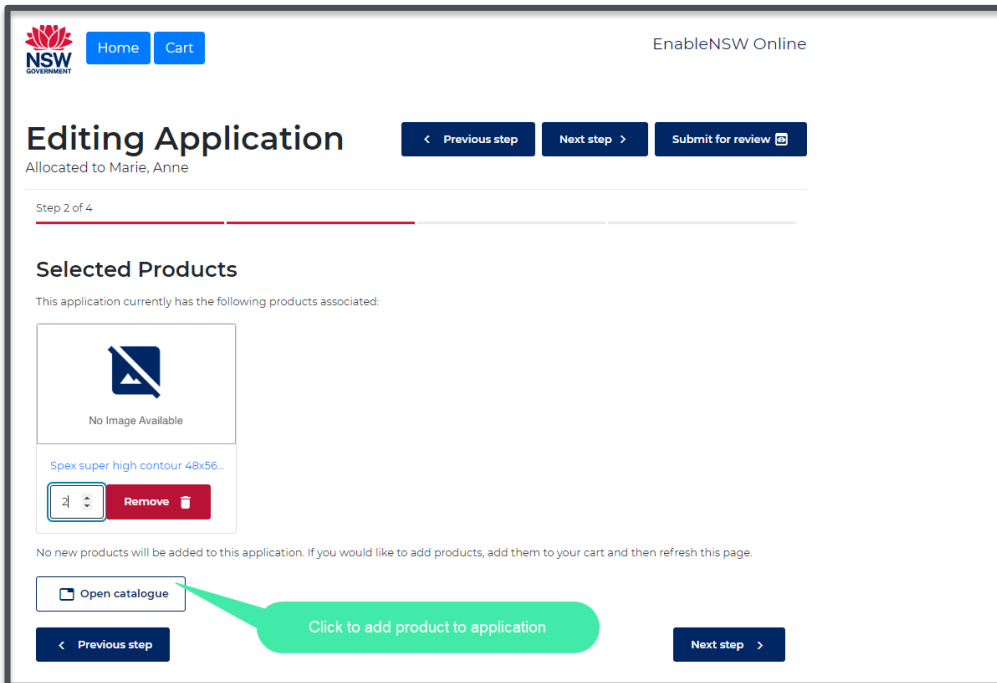 NSW
GOVERNMENT
Home
Cart
EnableNSW Online
Editing Application
Previous step
Next step
Submit for review
Allocated to Marie, Anne
Step 2 of 4
Selected Products
This application currently has the following products associated:
No Image Available
Spex super high contour 48x56...
2
Remove
No new products will be added to this application. If you would like to add products, add them to your cart and then refresh this page.
Open catalogue
Click to add product to application
Previous step
Next step